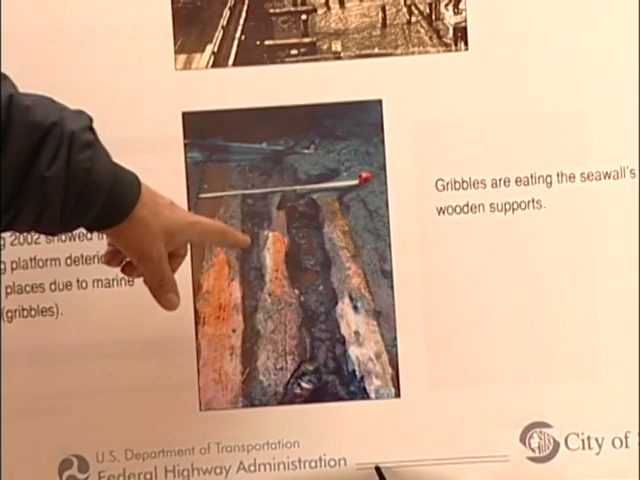 2002 showed
platform
places due to marine
(gribbles).
Gribbles are eating the seawall's
wooden supports.
U.S. Department of Transportation
Federal Highway Administration
City of